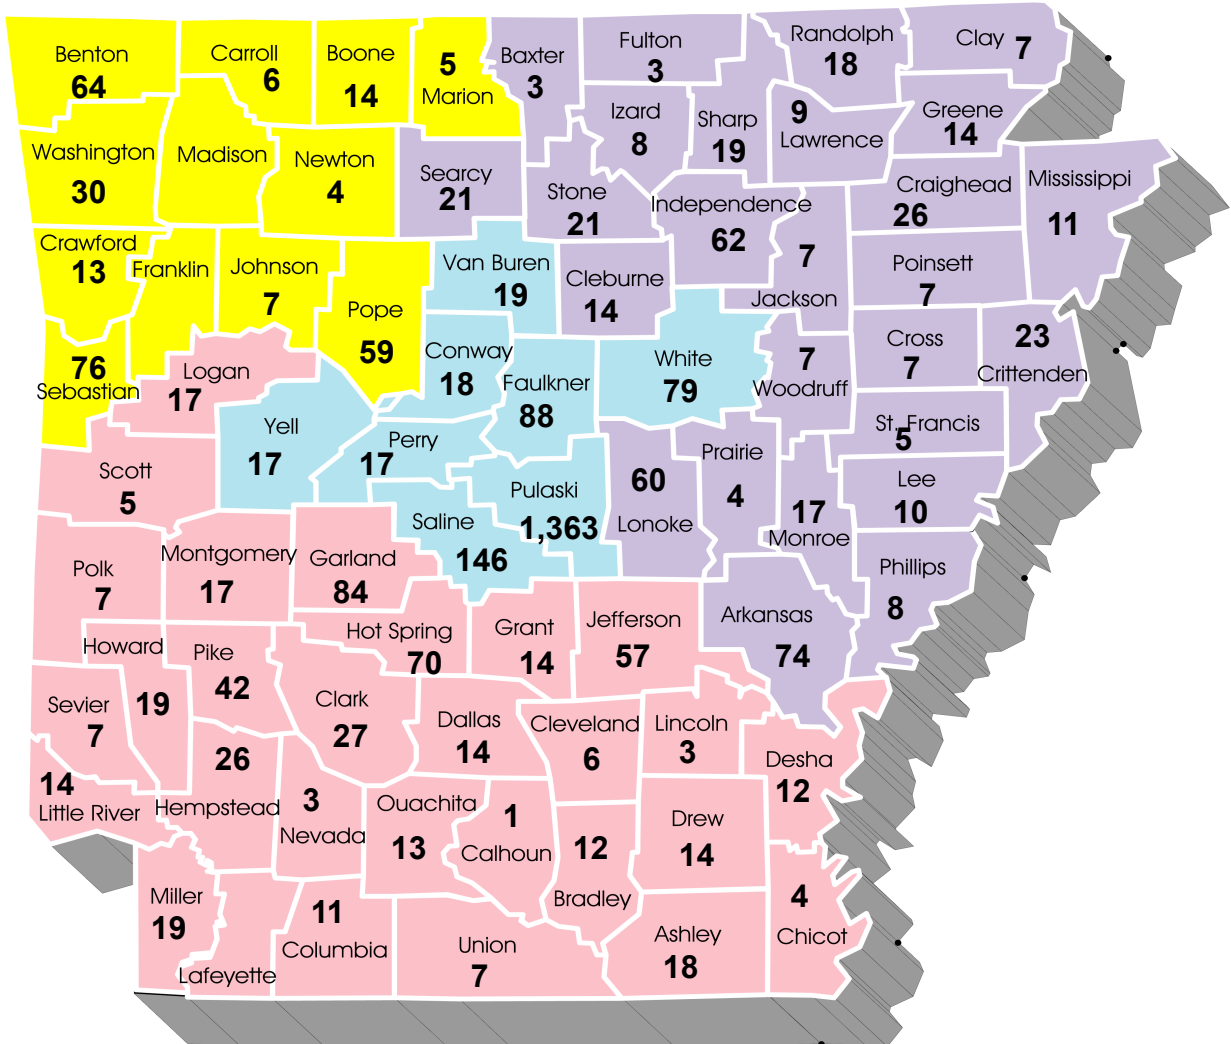 Benton
64
Carroll
6
Boone
14
5
Marion
Baxter
3
Fulton
3
Randolph
18
Clay 7
Izard
8
Sharp
19
9
Lawrence
Greene
14
Washington
30
Madison
Newton
4
Searcy
21
Stone
21
Independence
62
Craighead
26
Mississippi
11
Crawford
13
Franklin
Johnson
7
Pope
59
Van Buren
19
Cleburne
14
7
Jackson
Poinsett
7
76
Sebastian
Logan
17
Conway
18
Faulkner
88
White
79
7
Woodruff
Cross
7
23
Crittenden
Yell
17
Perry
17
St. Francis
5
Scott
5
Pulaski
1,363
60
Lonoke
Prairie
4
17
Monroe
Lee
10
Saline
146
Polk
7
Montgomery
17
Garland
84
Phillips
8
Howard
19
Pike
42
Hot Spring
70
Grant
14
Jefferson
57
Arkansas
74
Sevier
7
Clark
27
Dallas
14
Cleveland
6
Lincoln
3
Desha
12
14
Little River
26
Hempstead
3
Nevada
Ouachita
13
1
Calhoun
12
Bradley
Drew
14
Miller
19
Lafeyette
11
Columbia
Union
7
Ashley
18
4
Chicot